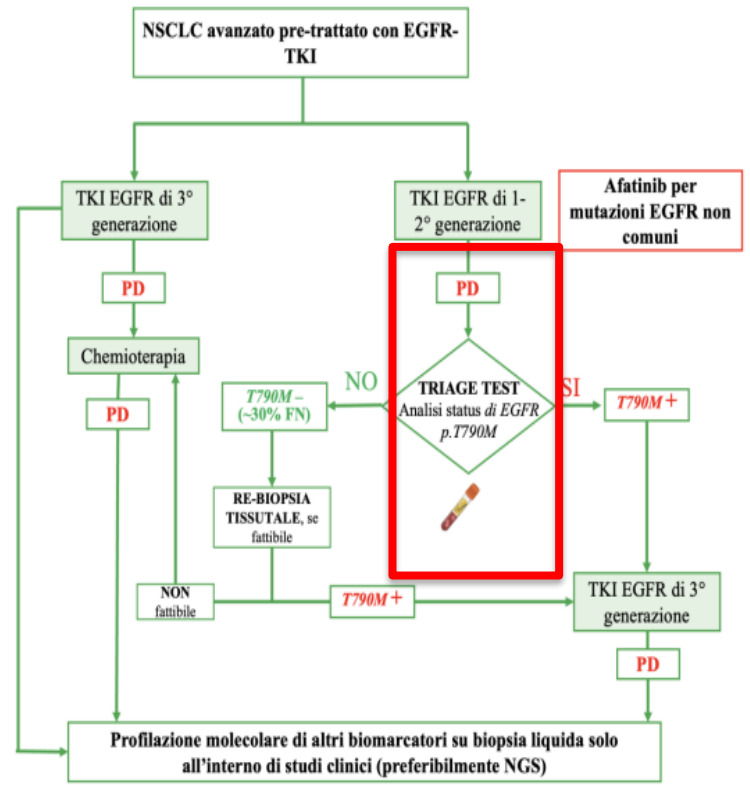 NSCLC avanzato pre-trattato con EGFR-
TKI
TKI EGFR di 3°
generazione
TKI EGFR di 1-
2° generazione
Afatinib per
mutazioni EGFR non
comuni
PD
PD
Chemioterapia
PD
NO
T790M –
(~30% FN)
TRIAGE TEST
Analisi status di EGFR
p.T790M
SI
T790M +
RE-BIOPSIA
TISSUTALE, se
fattibile
NON
fattibile
T790M +
TKI EGFR di 3°
generazione
PD
Profilazione molecolare di altri biomarcatori su biopsia liquida solo
all'interno di studi clinici (preferibilmente NGS)